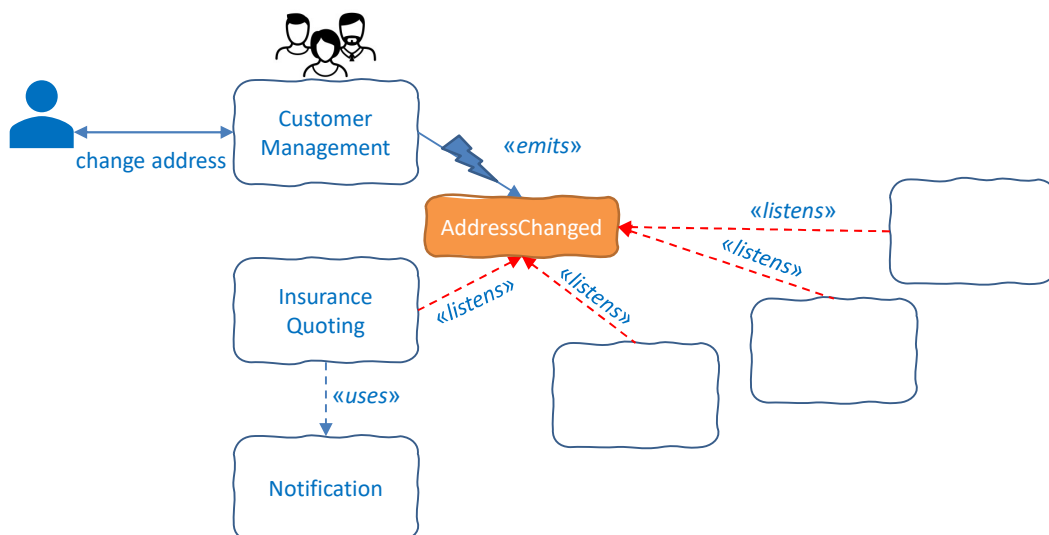 Customer
Management
change address
«emits»
AddressChanged
«listens»
«listens»
«listens»
«listens»
Insurance
Quoting
«uses»
Notification